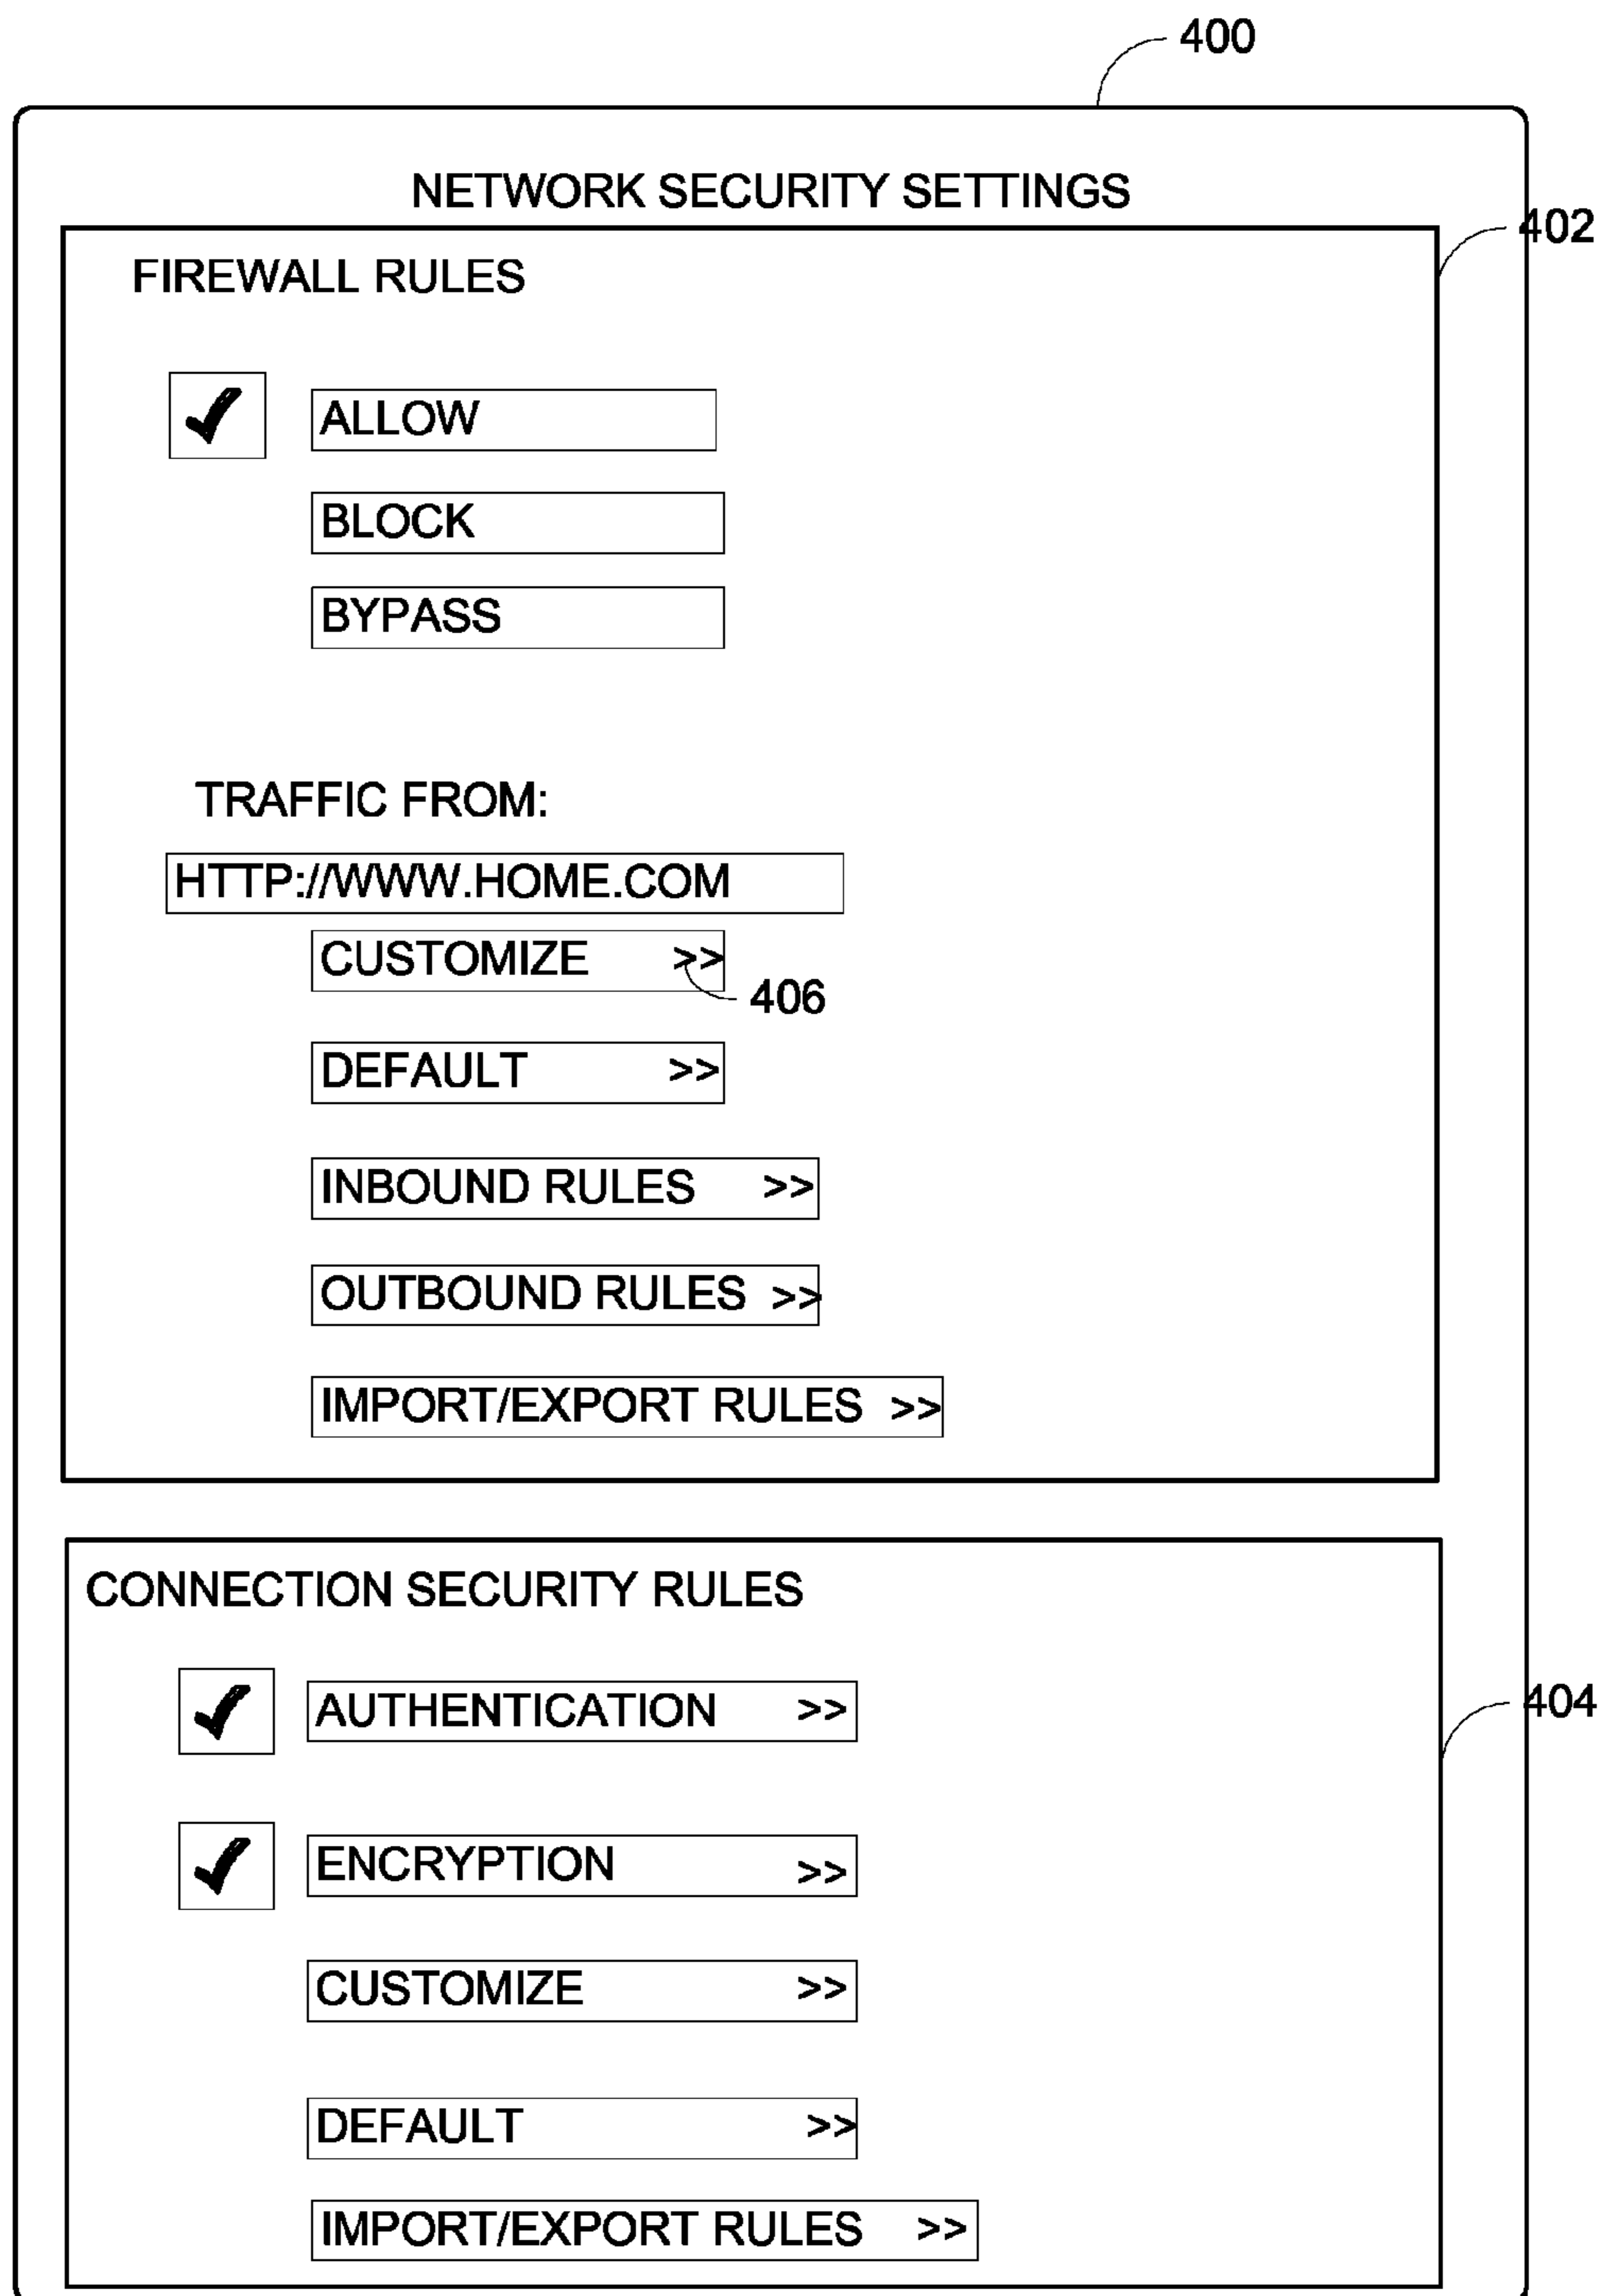 400
NETWORK SECURITY SETTINGS
402
FIREWALL RULES
ALLOW
BLOCK
BYPASS
TRAFFIC FROM:
HTTP://WWW.HOME.COM
CUSTOMIZE >>
406
DEFAULT >>
INBOUND RULES >>
OUTBOUND RULES >>
IMPORT/EXPORT RULES >>
CONNECTION SECURITY RULES
AUTHENTICATION >>
404
ENCRYPTION >>
CUSTOMIZE >>
DEFAULT >>
IMPORT/EXPORT RULES >>